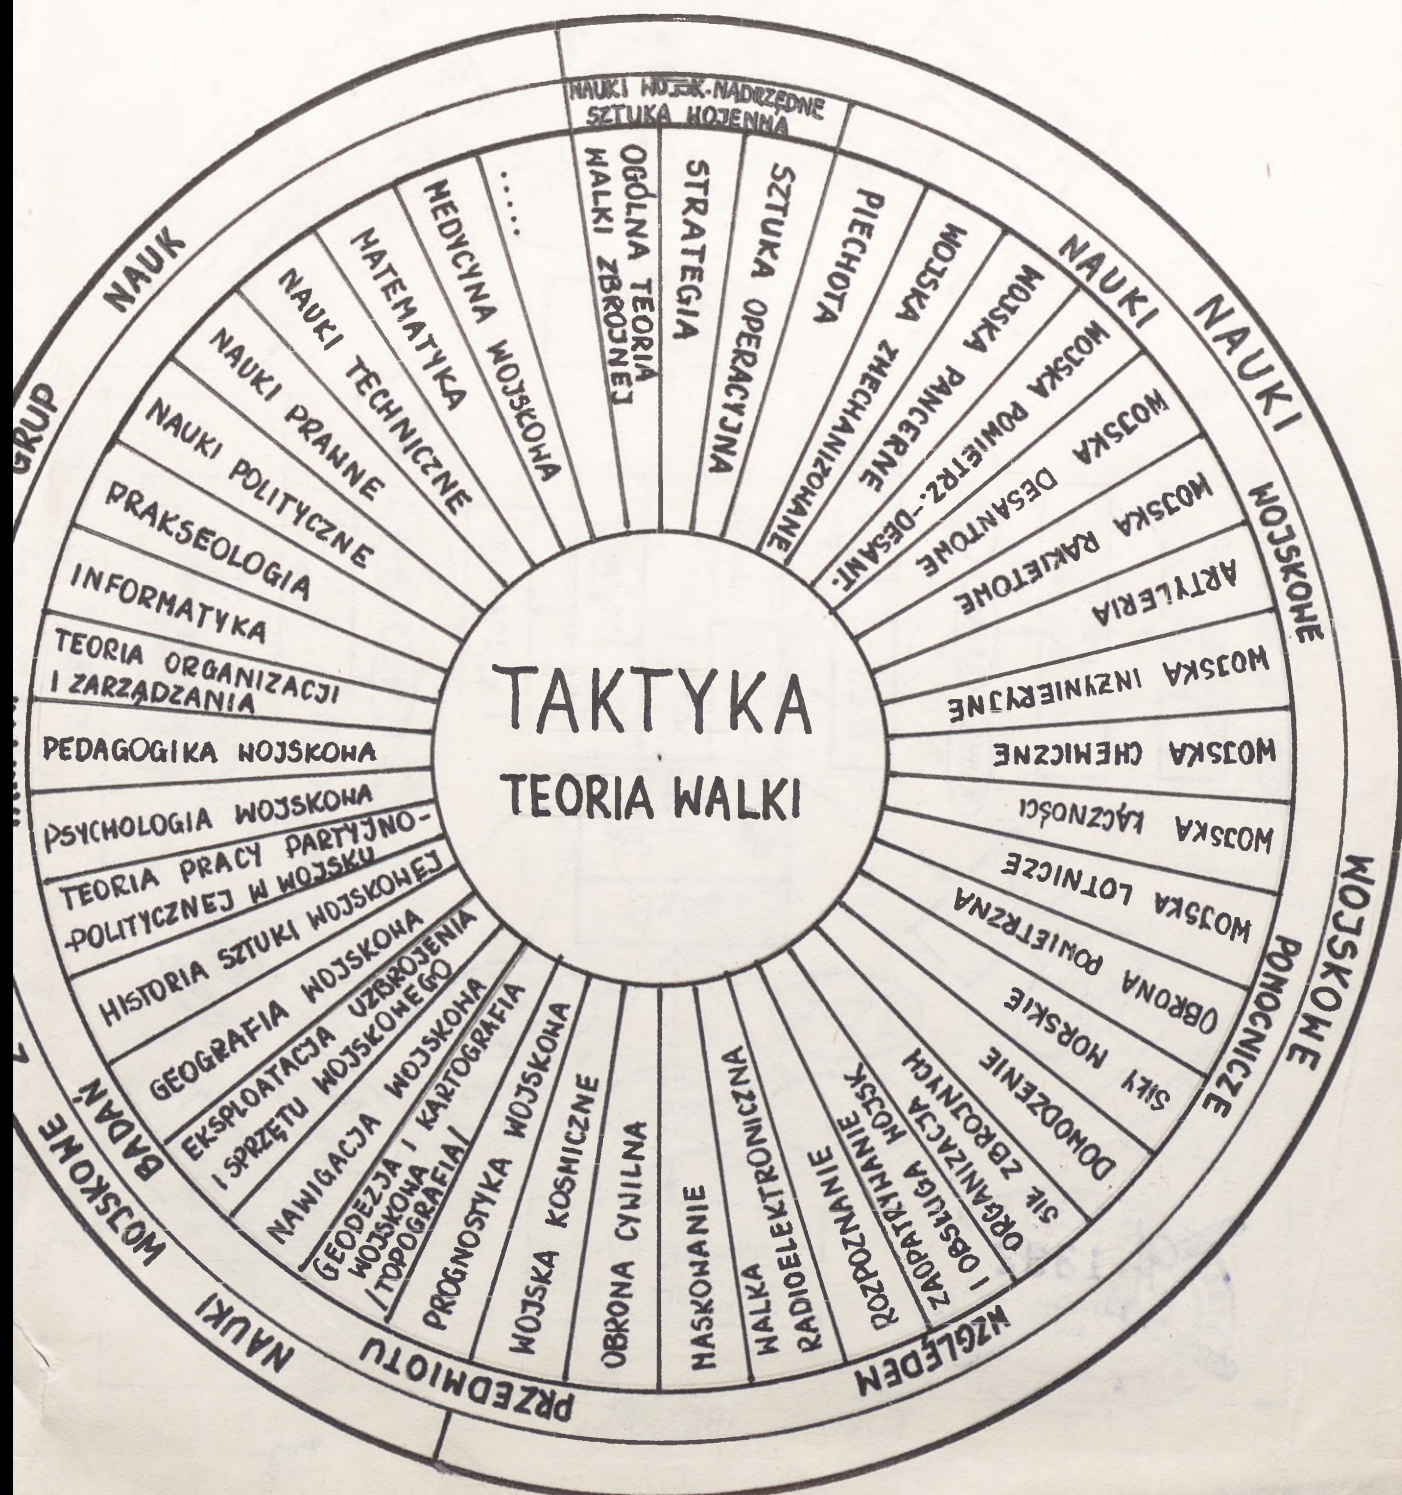 TAKTYKA
TEORIA WALKI
NAUKI WOJSK. NADRZĘDNE
SZTUKA WOJENNA
OGÓLNA TEORIA
WALKI ZBROJNEJ
STRATEGIA
SZTUKA OPERACYJNA
PIECHOTA
WOJSKA ZMECHANIZOWANE
WOJSKA PANCERNE
WOJSKA POWIETRZ.-DESANT.
WOJSKA DESANTOWE
WOJSKA RAKIETOWE
ARTYLERIA
WOJSKA INŻYNIERYJNE
WOJSKA CHEMICZNE
WOJSKA ŁĄCZNOŚCI
WOJSKA LOTNICZE
OBRONA POWIETRZNA
SIŁY MORSKIE
DOWODZENIE
ORGANIZACJA
SIŁ ZBROJNYCH
ZAOPATRYWANIE
I OBSŁUGA WOJSK
ROZPOZNANIE
WALKA
RADIOELEKTRONICZNA
MASKOWANIE
OBRONA CYWILNA
WOJSKA KOSMICZNE
PROGNOSTYKA WOJSKOWA
GEODEZJA I KARTOGRAFIA
WOJSKOWA
/TOPOGRAFIA/
NAWIGACJA WOJSKOWA
EKSPLOATACJA UZBROJENIA
I SPRZĘTU WOJSKOWEGO
GEOGRAFIA WOJSKOWA
HISTORIA SZTUKI WOJSKOWEJ
TEORIA PRACY PARTYJNO-
-POLITYCZNEJ W WOJSKU
PSYCHOLOGIA WOJSKOWA
PEDAGOGIKA WOJSKOWA
TEORIA ORGANIZACJI
I ZARZĄDZANIA
INFORMATYKA
PRAKSEOLOGIA
NAUKI POLITYCZNE
NAUKI PRAWNE
NAUKI TECHNICZNE
MATEMATYKA
MEDYCYNA WOJSKOWA
.....
NAUKI WOJSKOWE POMOCNICZE
WZGLĘDEM PRZEDMIOTU BADAŃ
NAUKI WOJSKOWE
NAUKI WOJSKOWE Z
GRUP NAUK